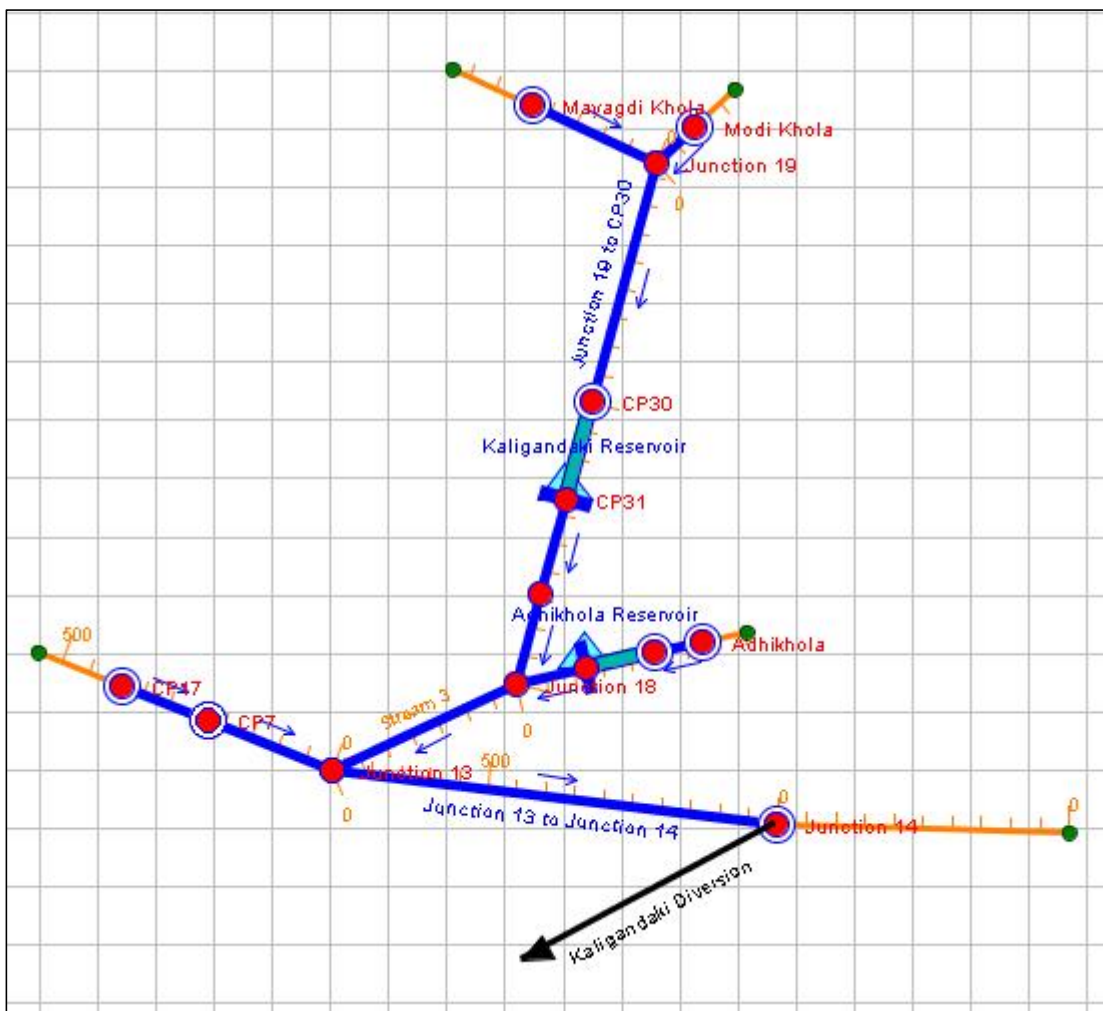 Mavagdi Khola
0
Modi Khola
Junction 19
0
Junction 19 to CP30
CP30
Kaligandaki Reservoir
CP31
Adhikhola Reservoir
500
Adhikhola
CP47
Junction 18
Stream 3
CP7
0
0
Junction 13
500
0
0
0
Junction 13 to Junction 14
Junction 14
Kaligandaki Diversion